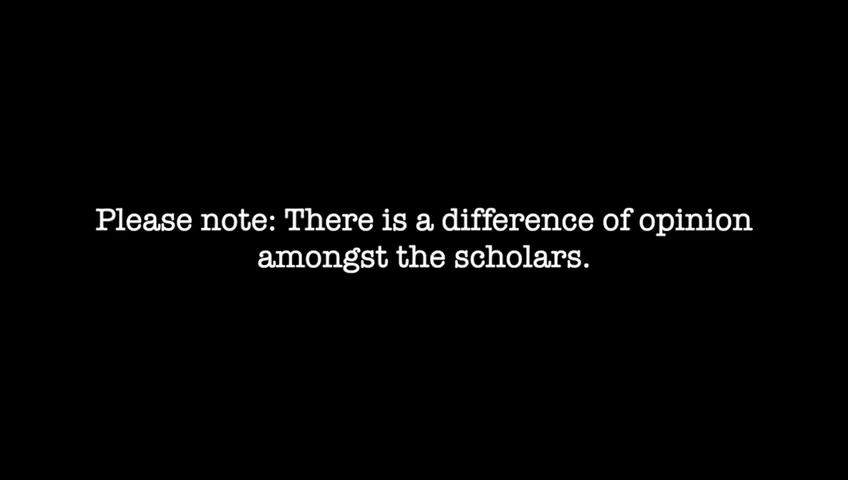 Please note: There is a difference of opinion
amongst the scholars.